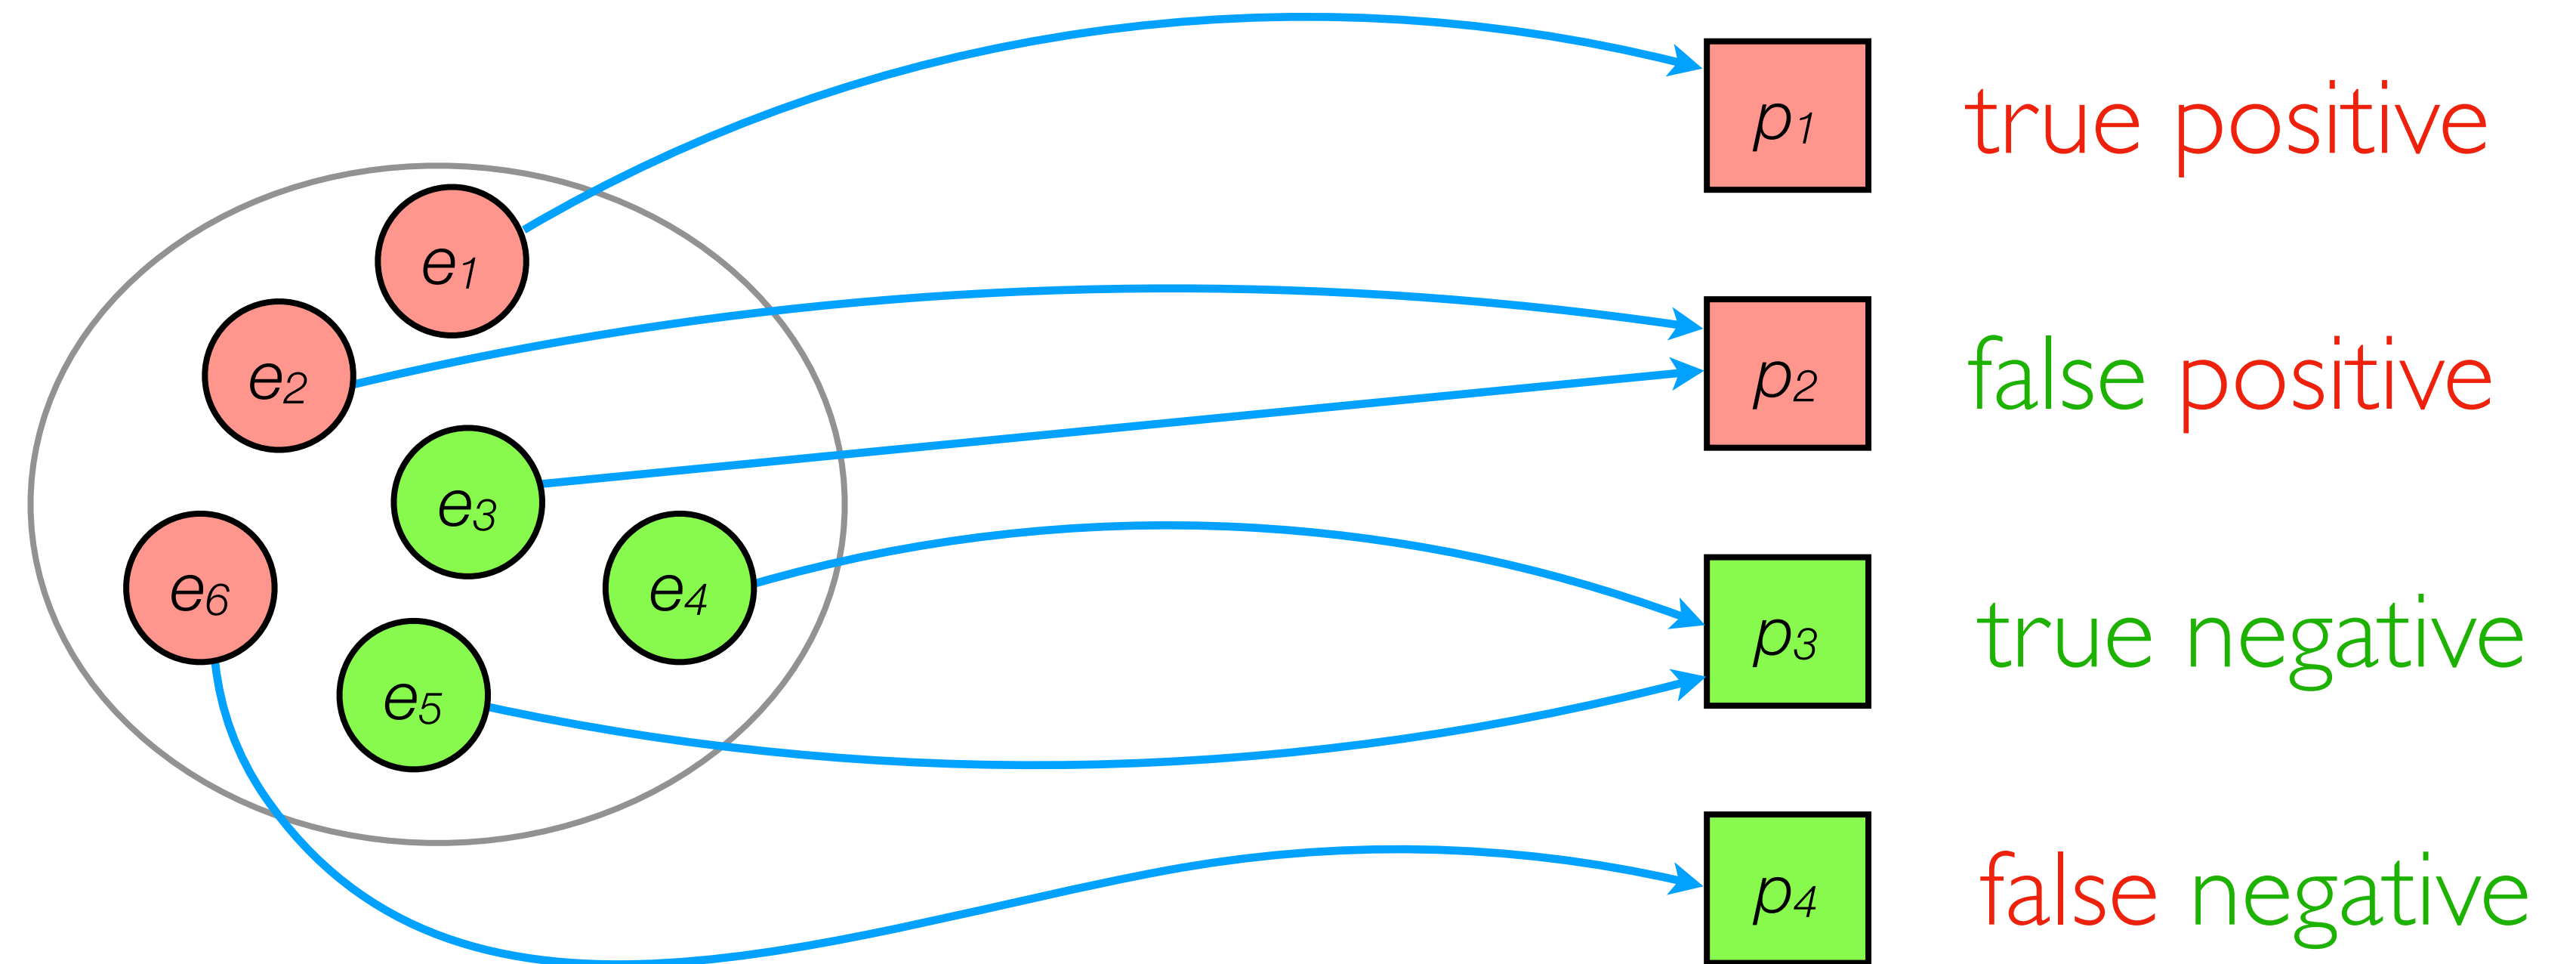 e1
p1 true positive
e2
p2 false positive
e3
e6
e4
p3 true negative
e5
p4 false negative